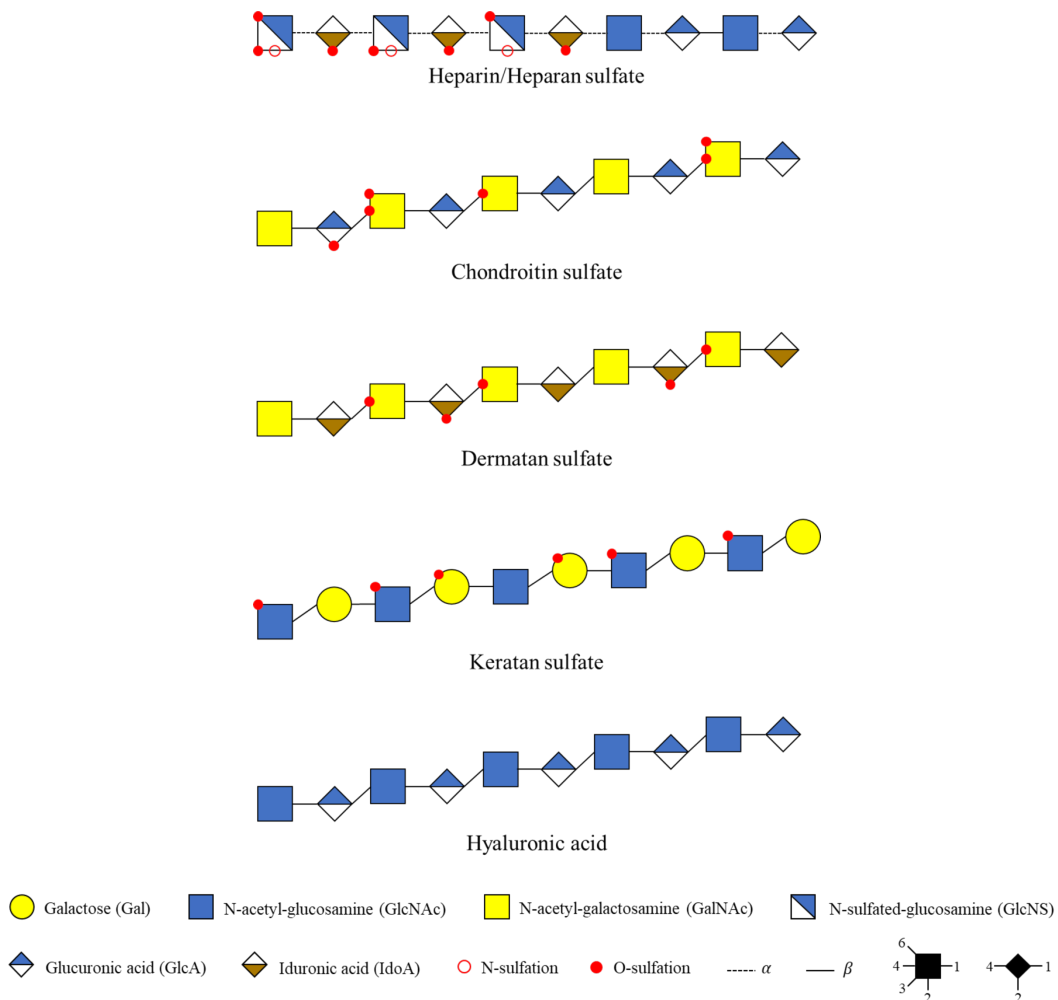 Heparin/Heparan sulfate
Chondroitin sulfate
Dermatan sulfate
Keratan sulfate
Hyaluronic acid
Galactose (Gal) N-acetyl-glucosamine (GlcNAc) N-acetyl-galactosamine (GalNAc) N-sulfated-glucosamine (GlcNS)
Glucuronic acid (GlcA) Iduronic acid (IdoA) N-sulfation O-sulfation α β 6 4 1 3 2 4 1 2